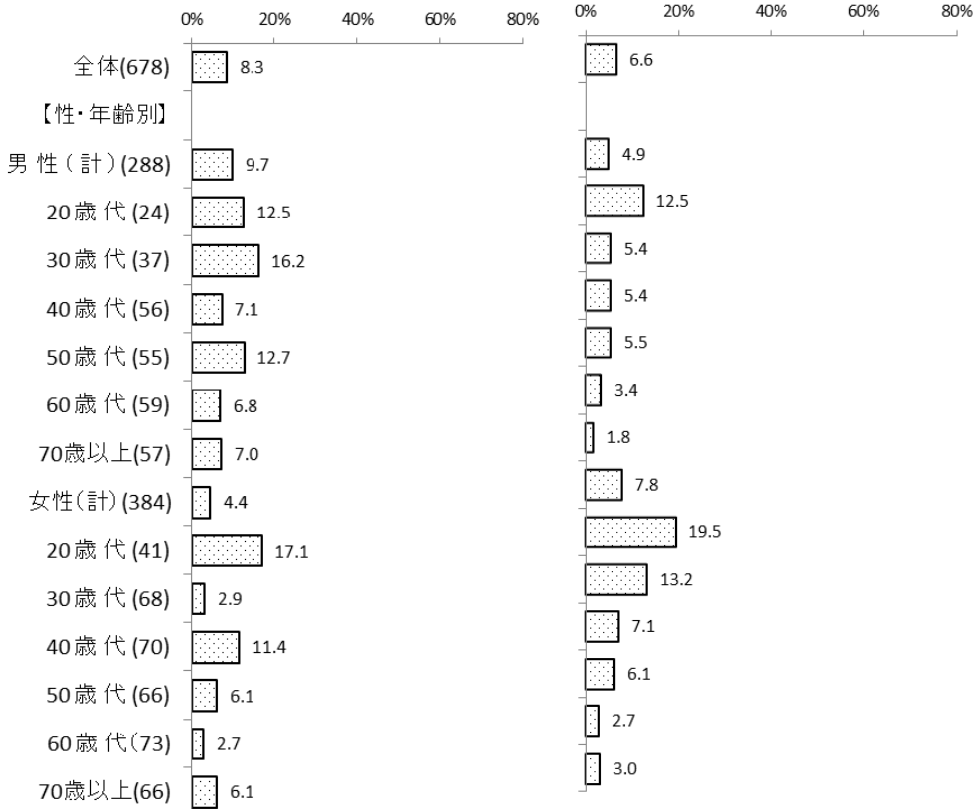 0% 20% 40% 60% 80% 0% 20% 40% 60% 80%
全体(678) 8.3 6.6
【性・年齢別】
男性(計)(288) 9.7 4.9
20歳代(24) 12.5 12.5
30歳代(37) 16.2 5.4
40歳代(56) 7.1 5.4
50歳代(55) 12.7 5.5
60歳代(59) 6.8 3.4
70歳以上(57) 7.0 1.8
女性(計)(384) 4.4 7.8
20歳代(41) 17.1 19.5
30歳代(68) 2.9 13.2
40歳代(70) 11.4 7.1
50歳代(66) 6.1 6.1
60歳代(73) 2.7 2.7
70歳以上(66) 6.1 3.0